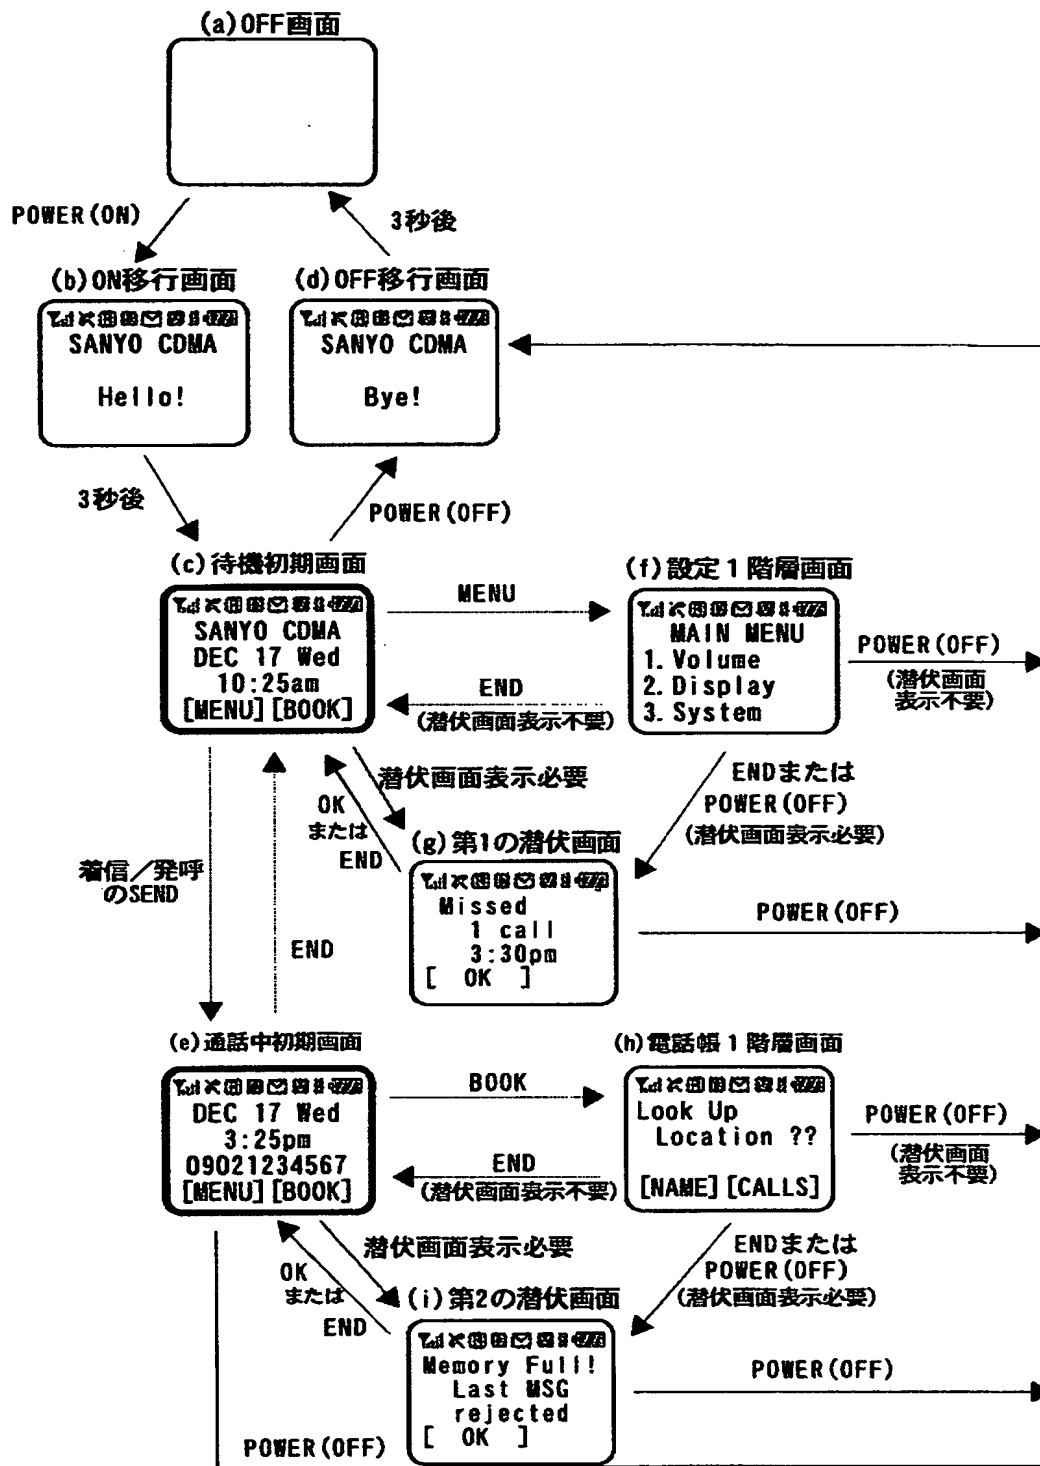 (a)OFF画面
POWER(ON)
3秒後
(b)ON移行画面
SANYO CDMA
Hello!
(d)OFF移行画面
SANYO CDMA
Bye!
3秒後
POWER(OFF)
(c)待機初期画面
SANYO CDMA
DEC 17 Wed
10:25am
[MENU][BOOK]
MENU
END
(潜伏画面表示不要)
(f)設定1階層画面
MAIN MENU
1. Volume
2. Display
3. System
POWER(OFF)
(潜伏画面
表示不要)
潜伏画面表示必要
OK
または
END
ENDまたは
POWER(OFF)
(潜伏画面表示必要)
(g)第1の潜伏画面
Missed
1 call
3:30pm
[ OK ]
POWER(OFF)
着信／発呼
のSEND
END
(e)通話中初期画面
DEC 17 Wed
3:25pm
09021234567
[MENU][BOOK]
BOOK
END
(潜伏画面表示不要)
(h)電話帳1階層画面
Look Up
Location ??
[NAME][CALLS]
POWER(OFF)
(潜伏画面
表示不要)
潜伏画面表示必要
OK
または
END
ENDまたは
POWER(OFF)
(潜伏画面表示必要)
(i)第2の潜伏画面
Memory Full!
Last MSG
rejected
[ OK ]
POWER(OFF)
POWER(OFF)